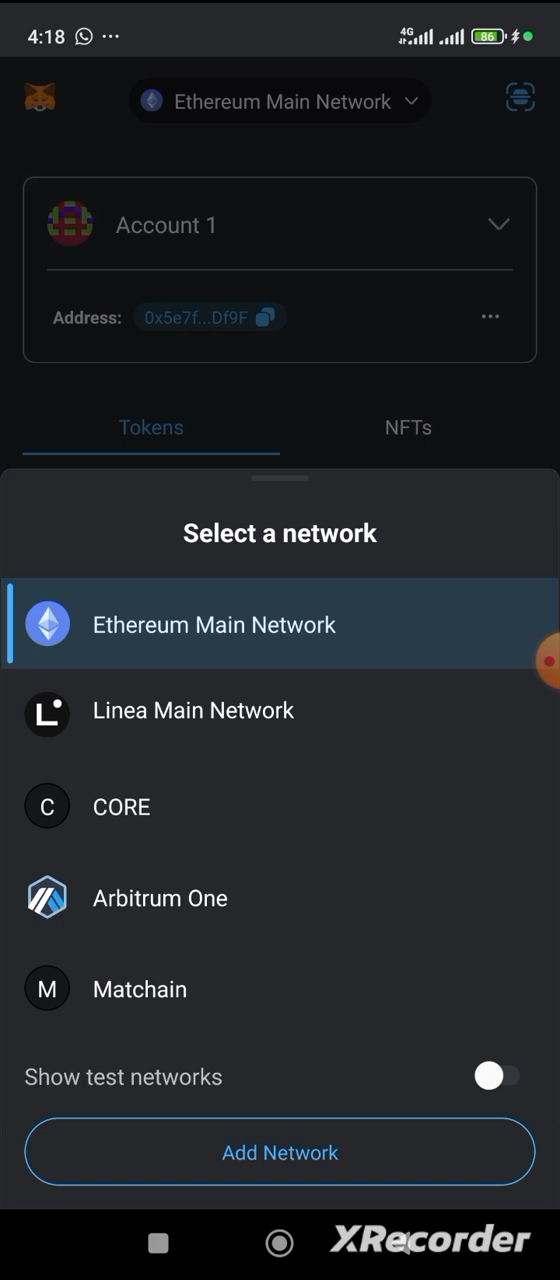 4:18
4G
86
Ethereum Main Network
Account 1
Address: 0x5e7f...Df9F
Tokens NFTs
Select a network
Ethereum Main Network
L Linea Main Network
C CORE
Arbitrum One
M Matchain
Show test networks
Add Network
XRecorder